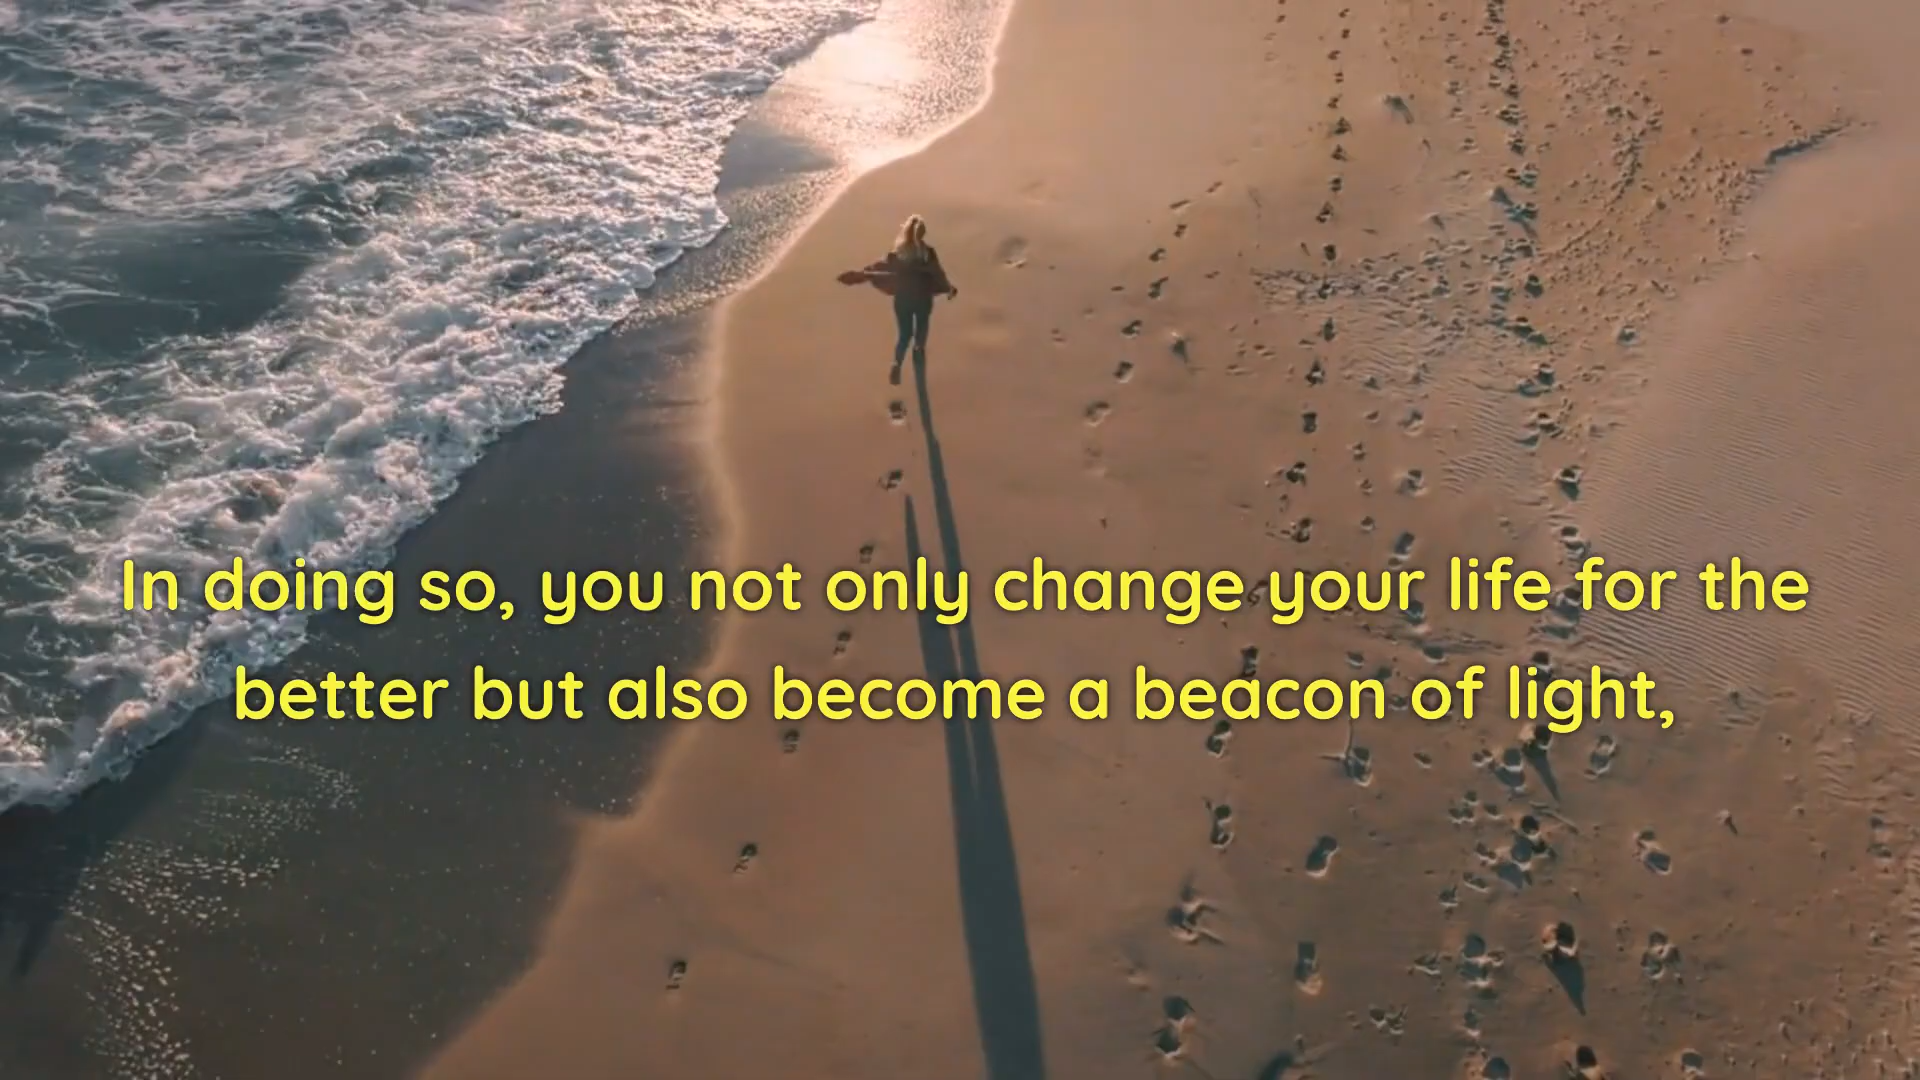 In doing so, you not only change your life for the
better but also become a beacon of light,